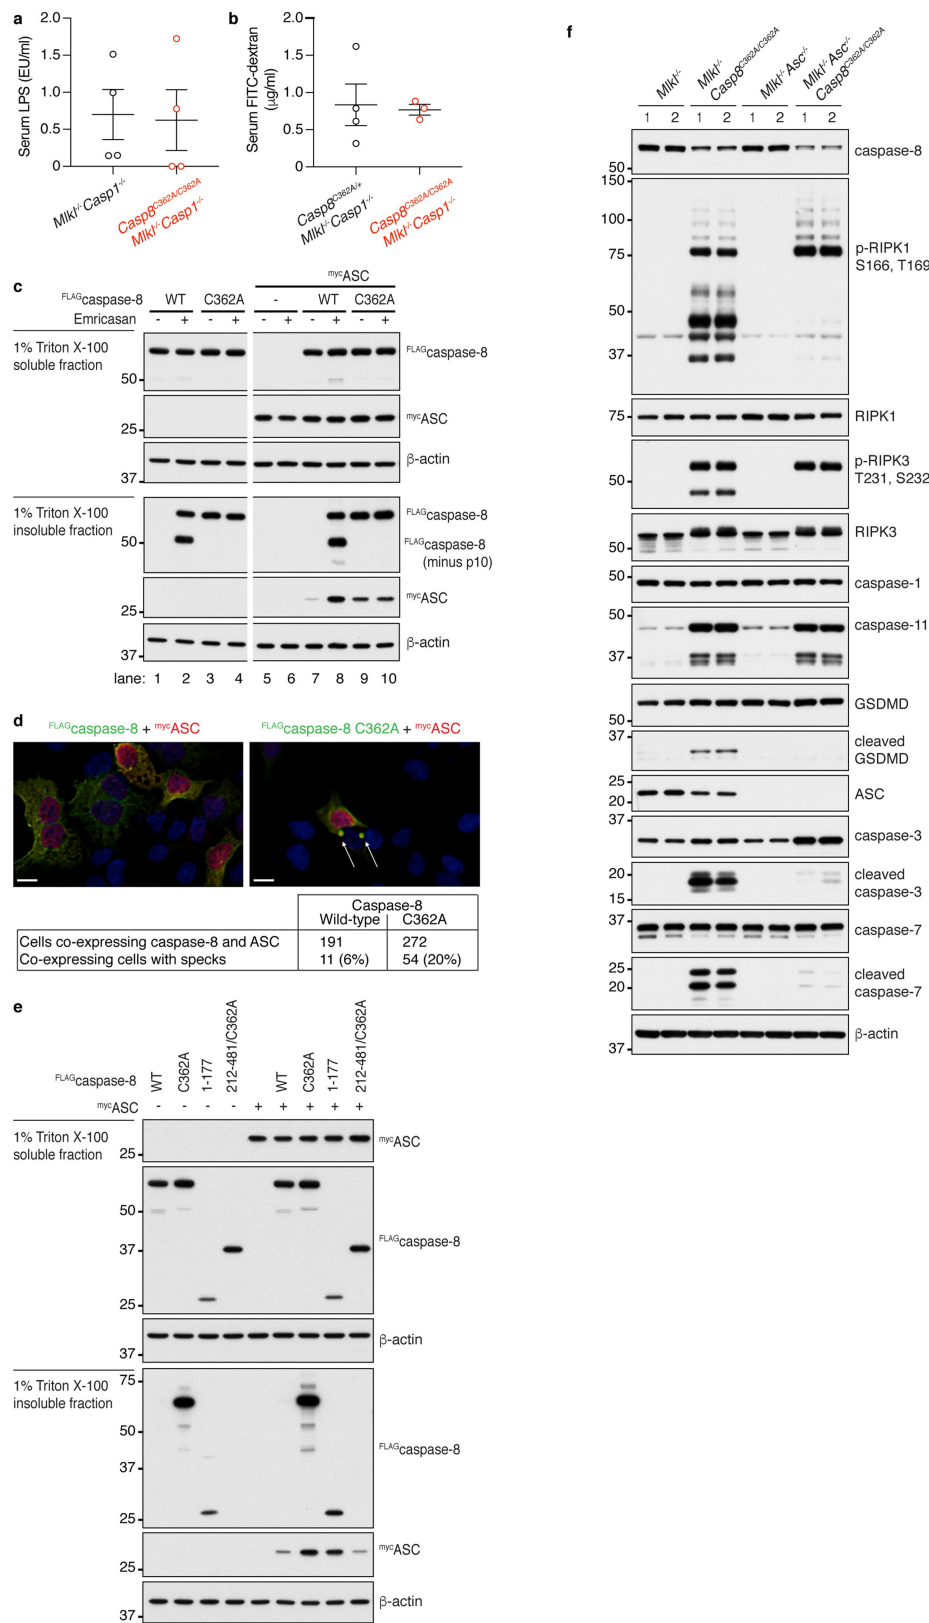 a
2.0
1.5
1.0
0.5
0
Serum LPS (EU/ml)
Mlkl-/-Casp1-/-
Casp8C362A/C362A
Mlkl-/-Casp1-/-
b
2.0
1.5
1.0
0.5
0
Serum FITC-dextran
(μg/ml)
Casp8C362A/+
Mlkl-/-Casp1-/-
Casp8C362A/C362A
Mlkl-/-Casp1-/-
c
mycASC
FLAGcaspase-8 WT C362A - WT C362A
Emricasan - + - + - + - + - +
1% Triton X-100
soluble fraction
50
FLAGcaspase-8
25
mycASC
37
β-actin
1% Triton X-100
insoluble fraction
50
FLAGcaspase-8
FLAGcaspase-8
(minus p10)
25
mycASC
37
β-actin
lane: 1 2 3 4 5 6 7 8 9 10
d
FLAGcaspase-8 + mycASC
FLAGcaspase-8 C362A + mycASC
Caspase-8
Wild-type C362A
Cells co-expressing caspase-8 and ASC 191 272
Co-expressing cells with specks 11 (6%) 54 (20%)
e
FLAGcaspase-8 WT C362A 1-177 212-481/C362A WT C362A 1-177 212-481/C362A
mycASC - - - - + + + + +
1% Triton X-100
soluble fraction
25
mycASC
50
37
25
FLAGcaspase-8
37
β-actin
1% Triton X-100
insoluble fraction
75
50
37
25
FLAGcaspase-8
25
mycASC
37
β-actin
f
Mlkl-/-
Mlkl-/-
Casp8C362A/C362A
Mlkl-/-Asc-/-
Mlkl-/-Asc-/-
Casp8C362A/C362A
1 2 1 2 1 2 1 2
50
caspase-8
150
100
75
50
37
p-RIPK1
S166, T169
75
RIPK1
50
p-RIPK3
T231, S232
50
RIPK3
50
caspase-1
50
37
caspase-11
50
GSDMD
37
cleaved
GSDMD
25
20
ASC
37
caspase-3
20
15
cleaved
caspase-3
37
caspase-7
25
20
cleaved
caspase-7
37
β-actin